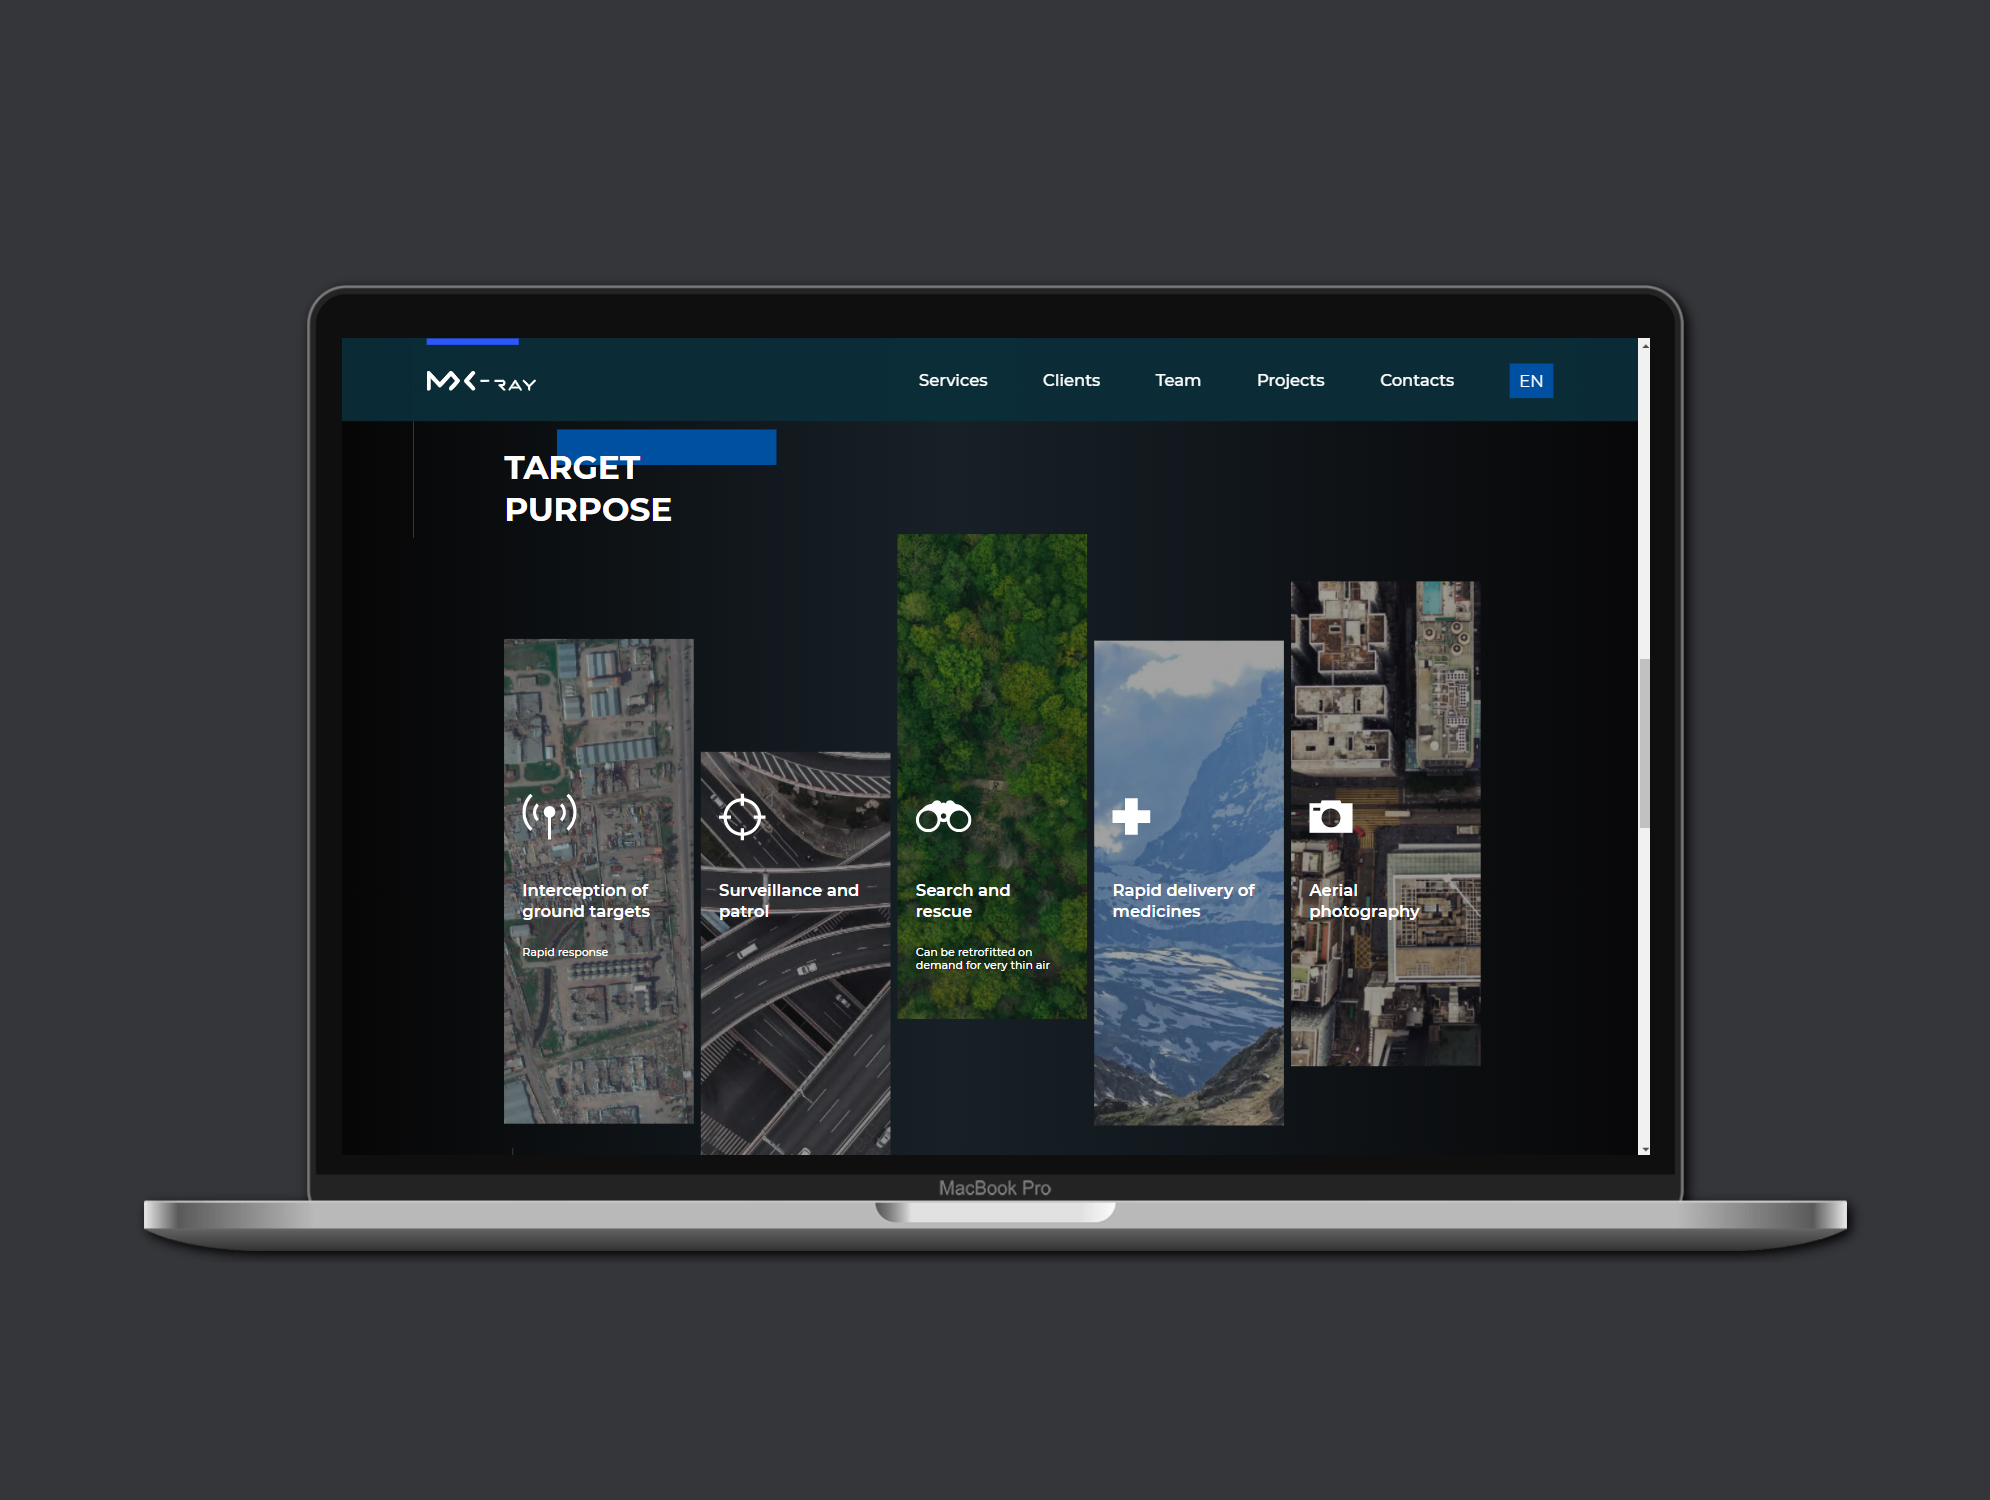 MX-RAY
Services
Clients
Team
Projects
Contacts
EN
TARGET
PURPOSE
Interception of
ground targets
Rapid response
Surveillance and
patrol
Search and
rescue
Can be retrofitted on
demand for very thin air
Rapid delivery of
medicines
Aerial
photography
MacBook Pro